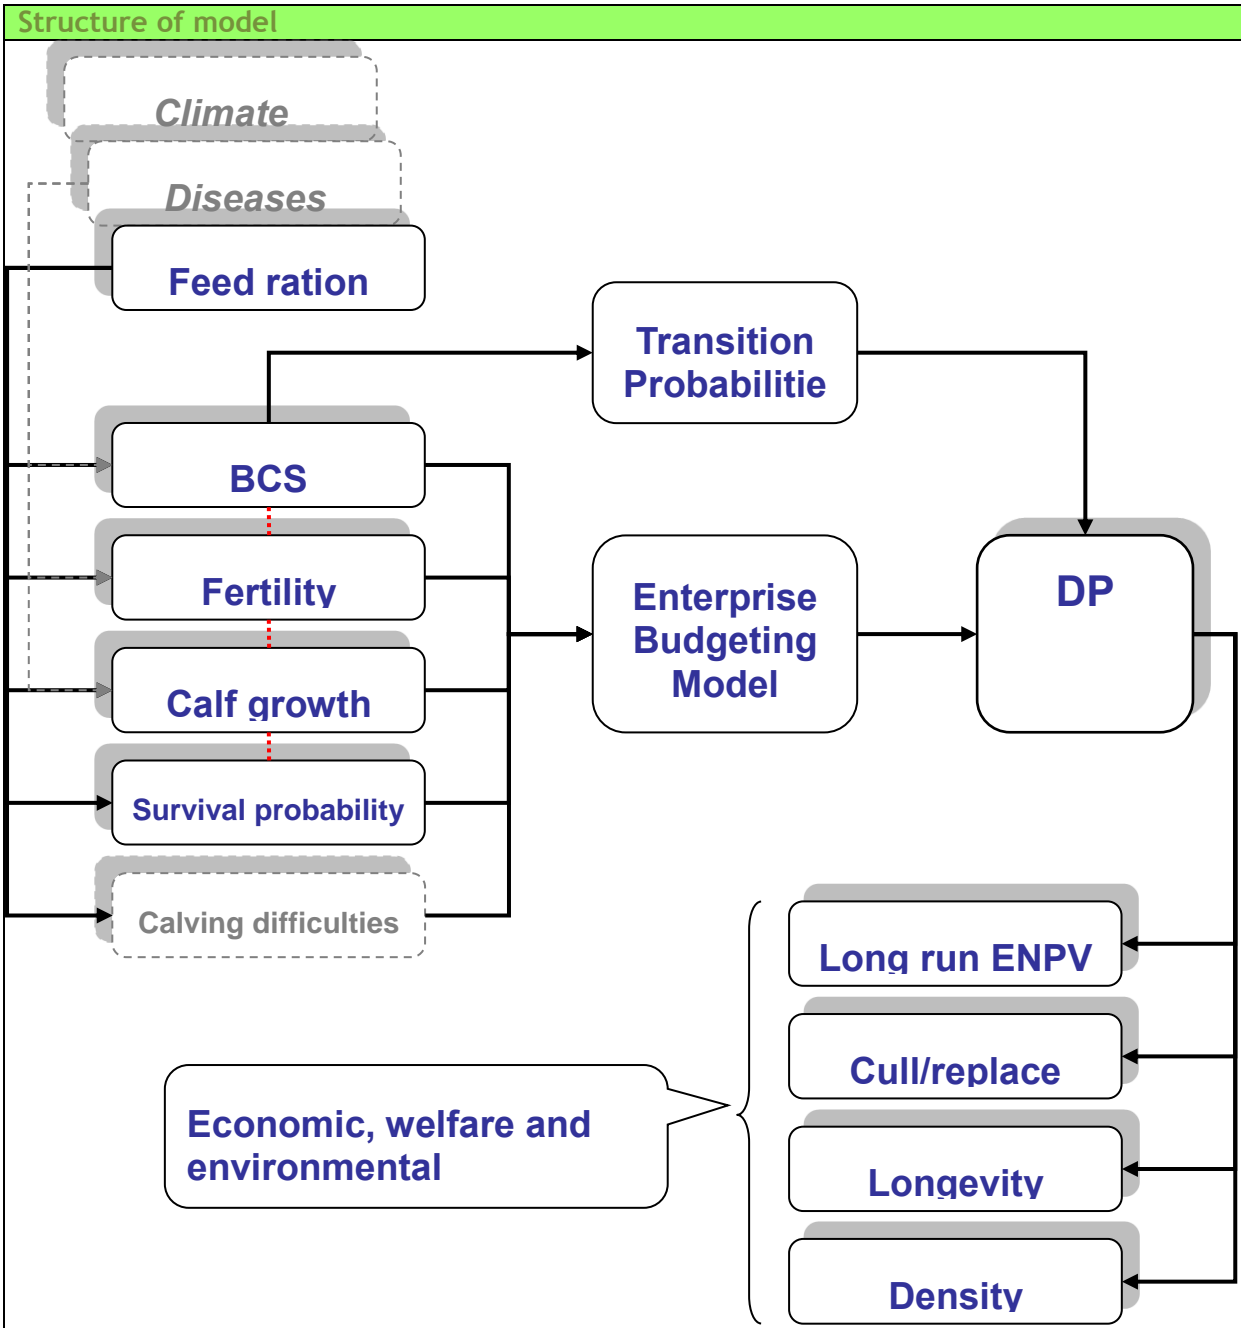 Structure of model
Climate
Diseases
Feed ration
Transition
Probabilitie
BCS
Fertility
Enterprise
Budgeting
Model
DP
Calf growth
Survival probability
Calving difficulties
Long run ENPV
Cull/replace
Economic, welfare and
environmental
Longevity
Density